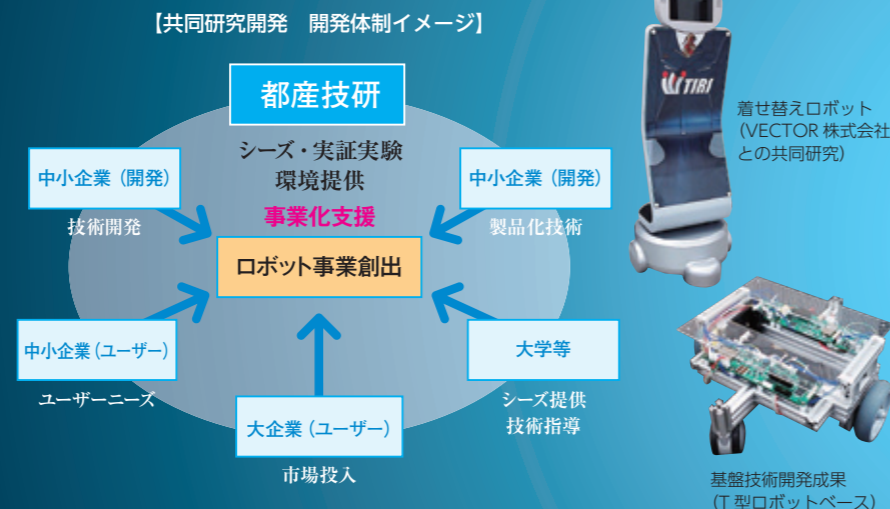 【共同研究開発　開発体制イメージ】
都産技研
シーズ・実証実験
環境提供
事業化支援
ロボット事業創出
中小企業（開発）
技術開発
中小企業（開発）
製品化技術
中小企業（ユーザー）
ユーザーニーズ
大学等
シーズ提供
技術指導
大企業（ユーザー）
市場投入
TIRI
着せ替えロボット
（VECTOR 株式会社
との共同研究）
基盤技術開発成果
（T 型ロボットベース）